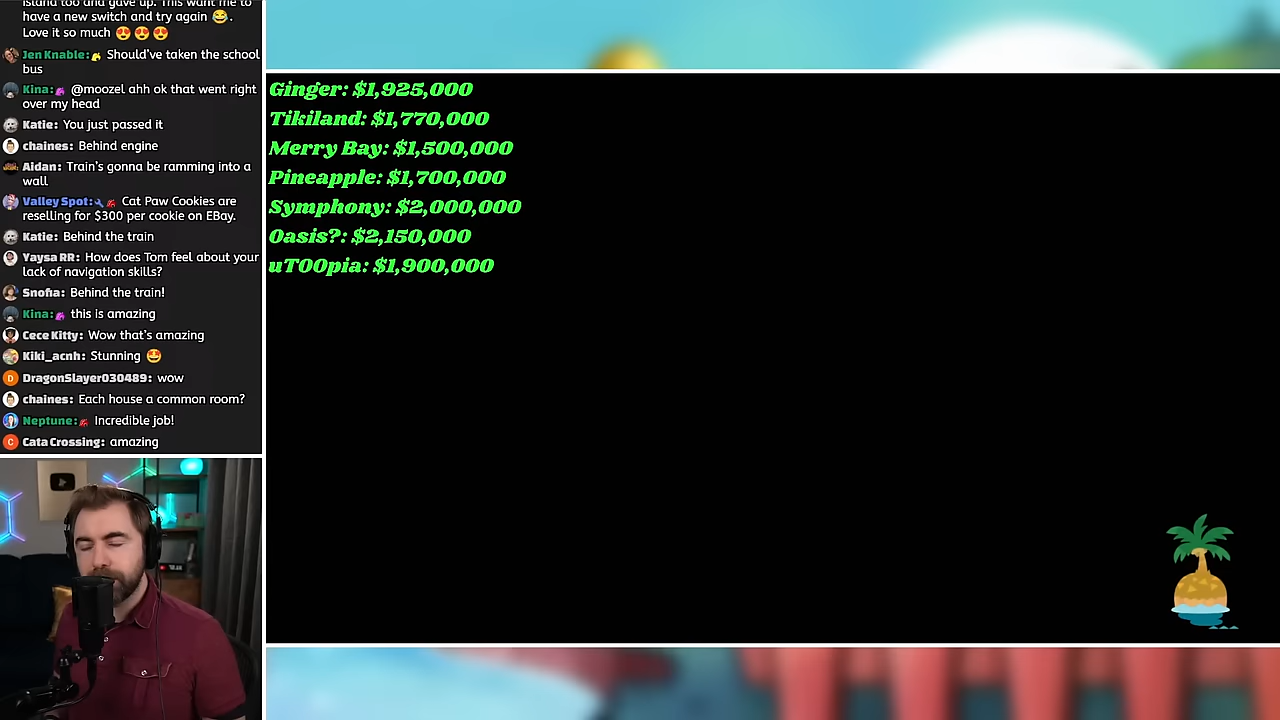 island too and gave up. This want me to
have a new switch and try again 😂.
Love it so much 😍😍😍
Jen Knable: Should've taken the school
bus
Kina: @moozel ahh ok that went right
over my head
Katie: You just passed it
chaines: Behind engine
Aidan: Train's gonna be ramming into a
wall
Valley Spot: Cat Paw Cookies are
reselling for $300 per cookie on EBay.
Katie: Behind the train
Yaysa RR: How does Tom feel about your
lack of navigation skills?
Snofia: Behind the train!
Kina: this is amazing
Cece Kitty: Wow that's amazing
Kiki_acnh: Stunning 🤩
D DragonSlayer030489: wow
chaines: Each house a common room?
Neptune: Incredible job!
C Cata Crossing: amazing
Ginger: $1,925,000
Tikiland: $1,770,000
Merry Bay: $1,500,000
Pineapple: $1,700,000
Symphony: $2,000,000
Oasis?: $2,150,000
uT00pia: $1,900,000